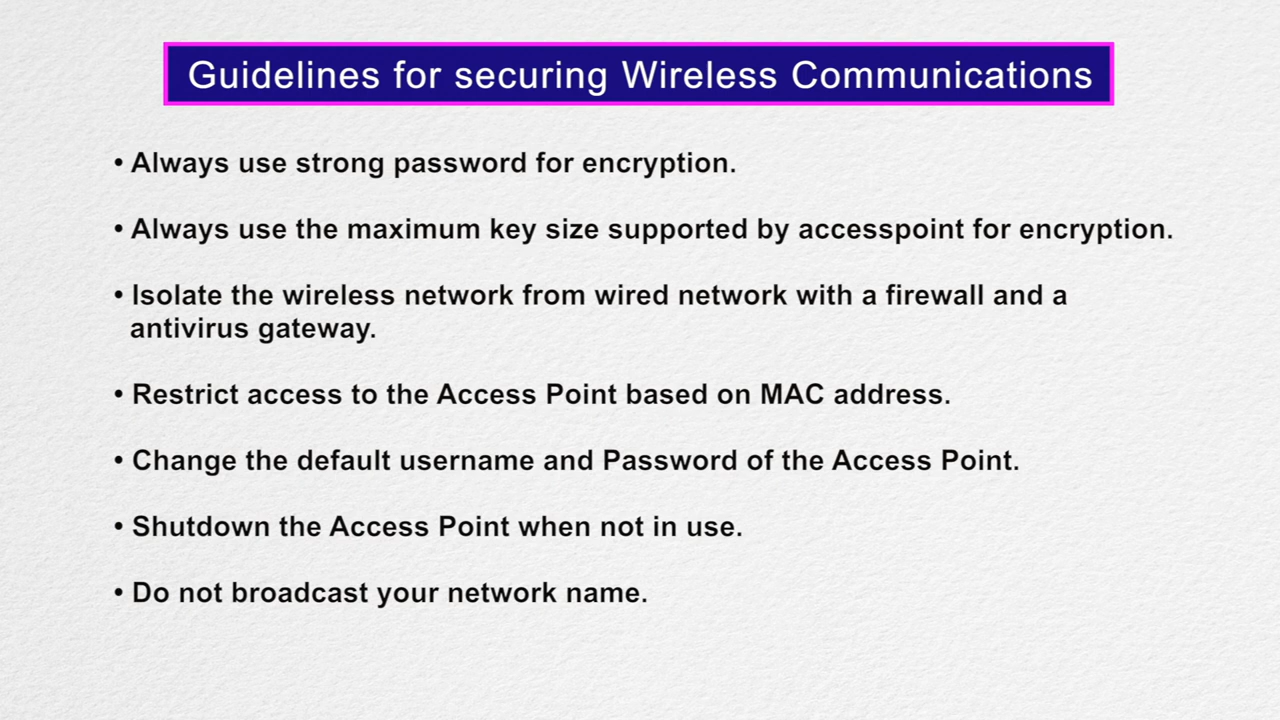 Guidelines for securing Wireless Communications
• Always use strong password for encryption.
• Always use the maximum key size supported by accesspoint for encryption.
• Isolate the wireless network from wired network with a firewall and a
antivirus gateway.
• Restrict access to the Access Point based on MAC address.
• Change the default username and Password of the Access Point.
• Shutdown the Access Point when not in use.
• Do not broadcast your network name.